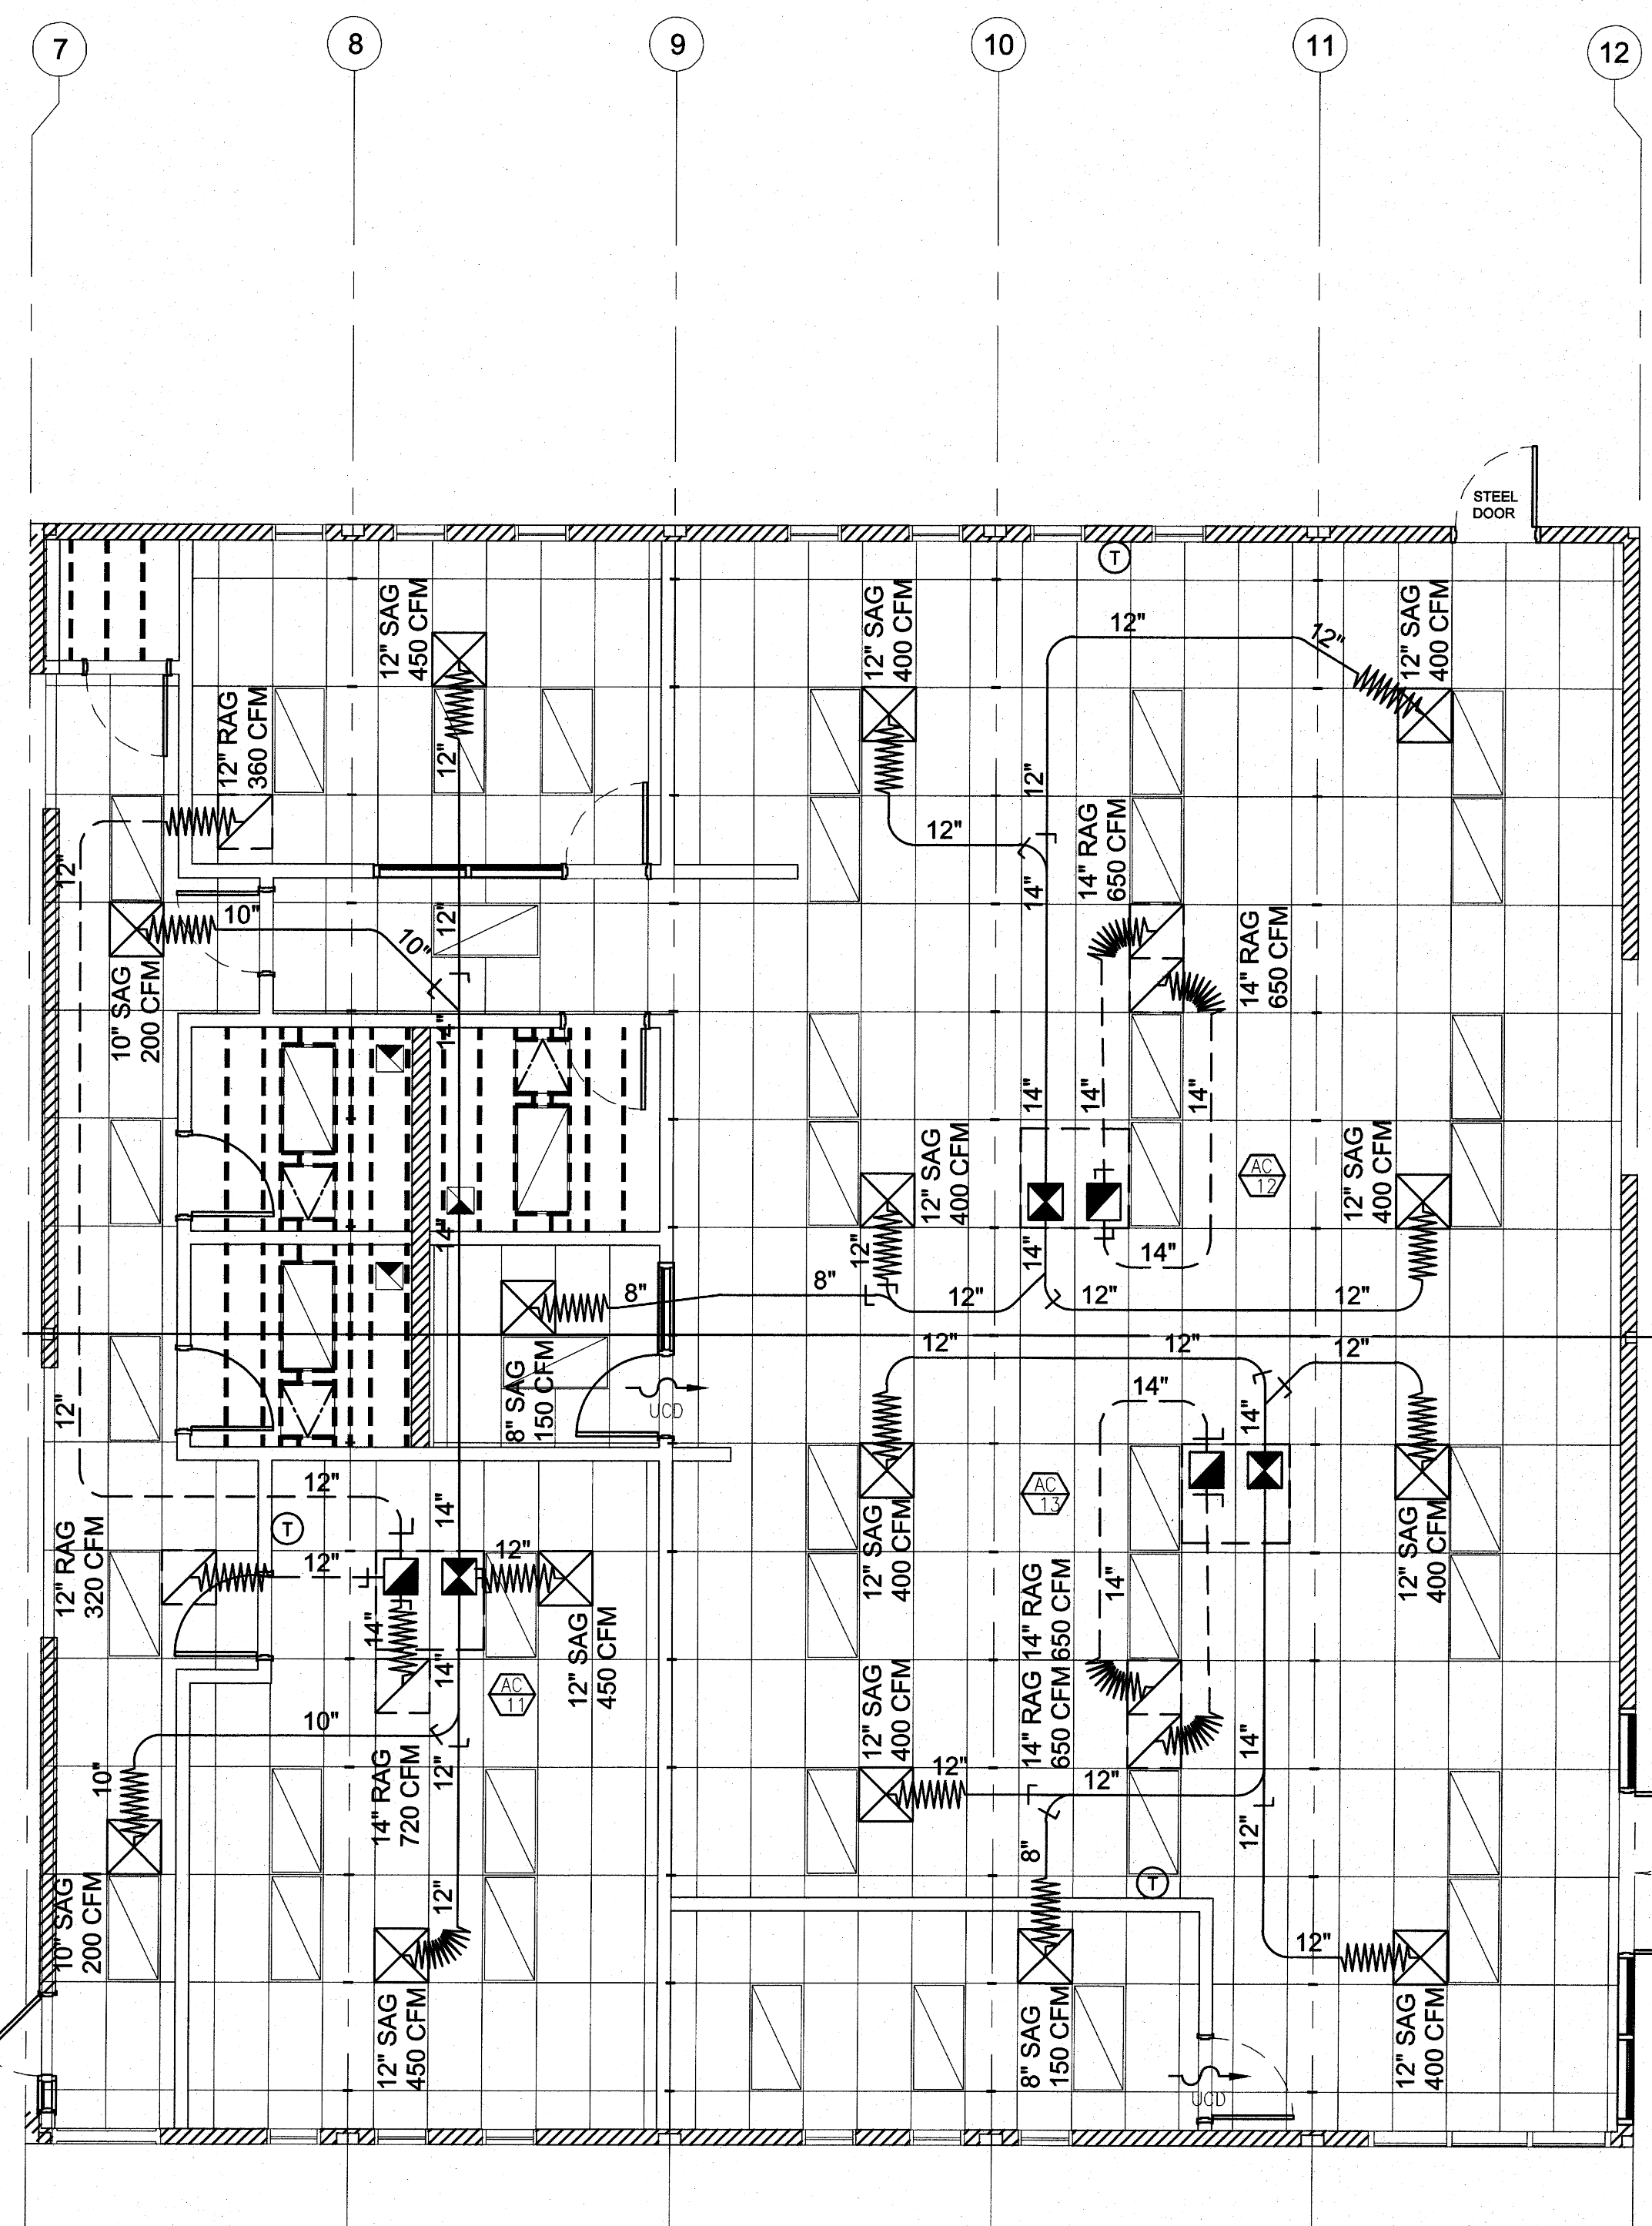 7
8
9
10
11
12
STEEL
DOOR
T
12" SAG
450 CFM
12" SAG
400 CFM
12" SAG
400 CFM
12"
12"
12" RAG
360 CFM
12"
12"
12"
14" RAG
650 CFM
12"
14"
12"
10"
12"
10"
14" RAG
650 CFM
10" SAG
200 CFM
14"
14"
14"
14"
12" SAG
400 CFM
12" SAG
400 CFM
AC
12
14"
12"
14"
14"
8"
8"
12"
12"
12"
12"
12"
12"
8" SAG
150 CFM
UCD
14"
14"
12"
12"
14"
AC
13
12" RAG
320 CFM
T
12"
12"
12" SAG
400 CFM
12" SAG
400 CFM
14" RAG
650 CFM
14"
14"
14"
12" SAG
450 CFM
AC
11
12" SAG
400 CFM
14" RAG
650 CFM
10"
14"
10"
14" RAG
720 CFM
12"
12"
12"
8"
12"
T
12"
10" SAG
200 CFM
12"
12" SAG
450 CFM
8" SAG
150 CFM
12" SAG
400 CFM
UCD